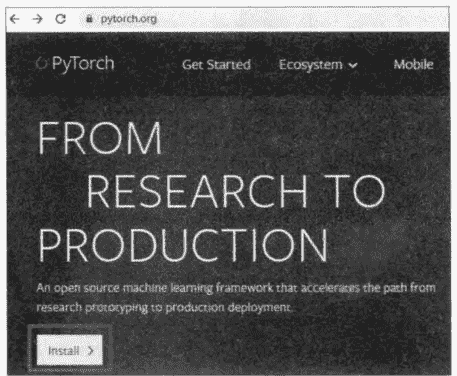 pytorch.org
PyTorch Get Started Ecosystem Mobile
FROM
RESEARCH TO
PRODUCTION
An open source machine learning framework that accelerates the path from
research prototyping to production deployment.
Install